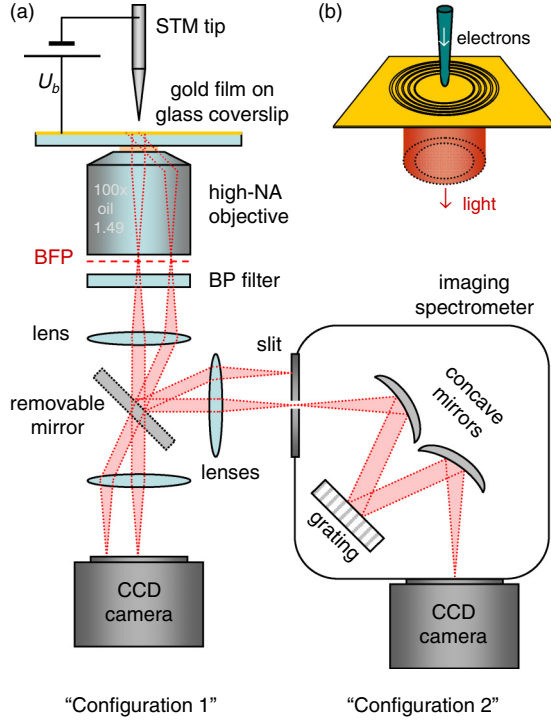 (a)
STM tip
U_b
gold film on
glass coverslip
100x
oil
1.49
high-NA
objective
BFP
BP filter
lens
removable
mirror
lenses
CCD
camera
"Configuration 1"
(b)
electrons
light
imaging
spectrometer
slit
concave
mirrors
grating
CCD
camera
"Configuration 2"